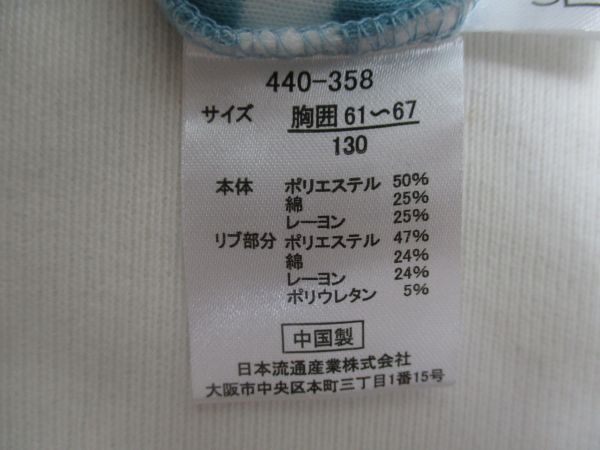 440-358
サイズ 胸囲 61〜67
130
本体 ポリエステル 50%
綿 25%
レーヨン 25%
リブ部分 ポリエステル 47%
綿 24%
レーヨン 24%
ポリウレタン 5%
中国製
日本流通産業株式会社
大阪市中央区本町三丁目1番15号